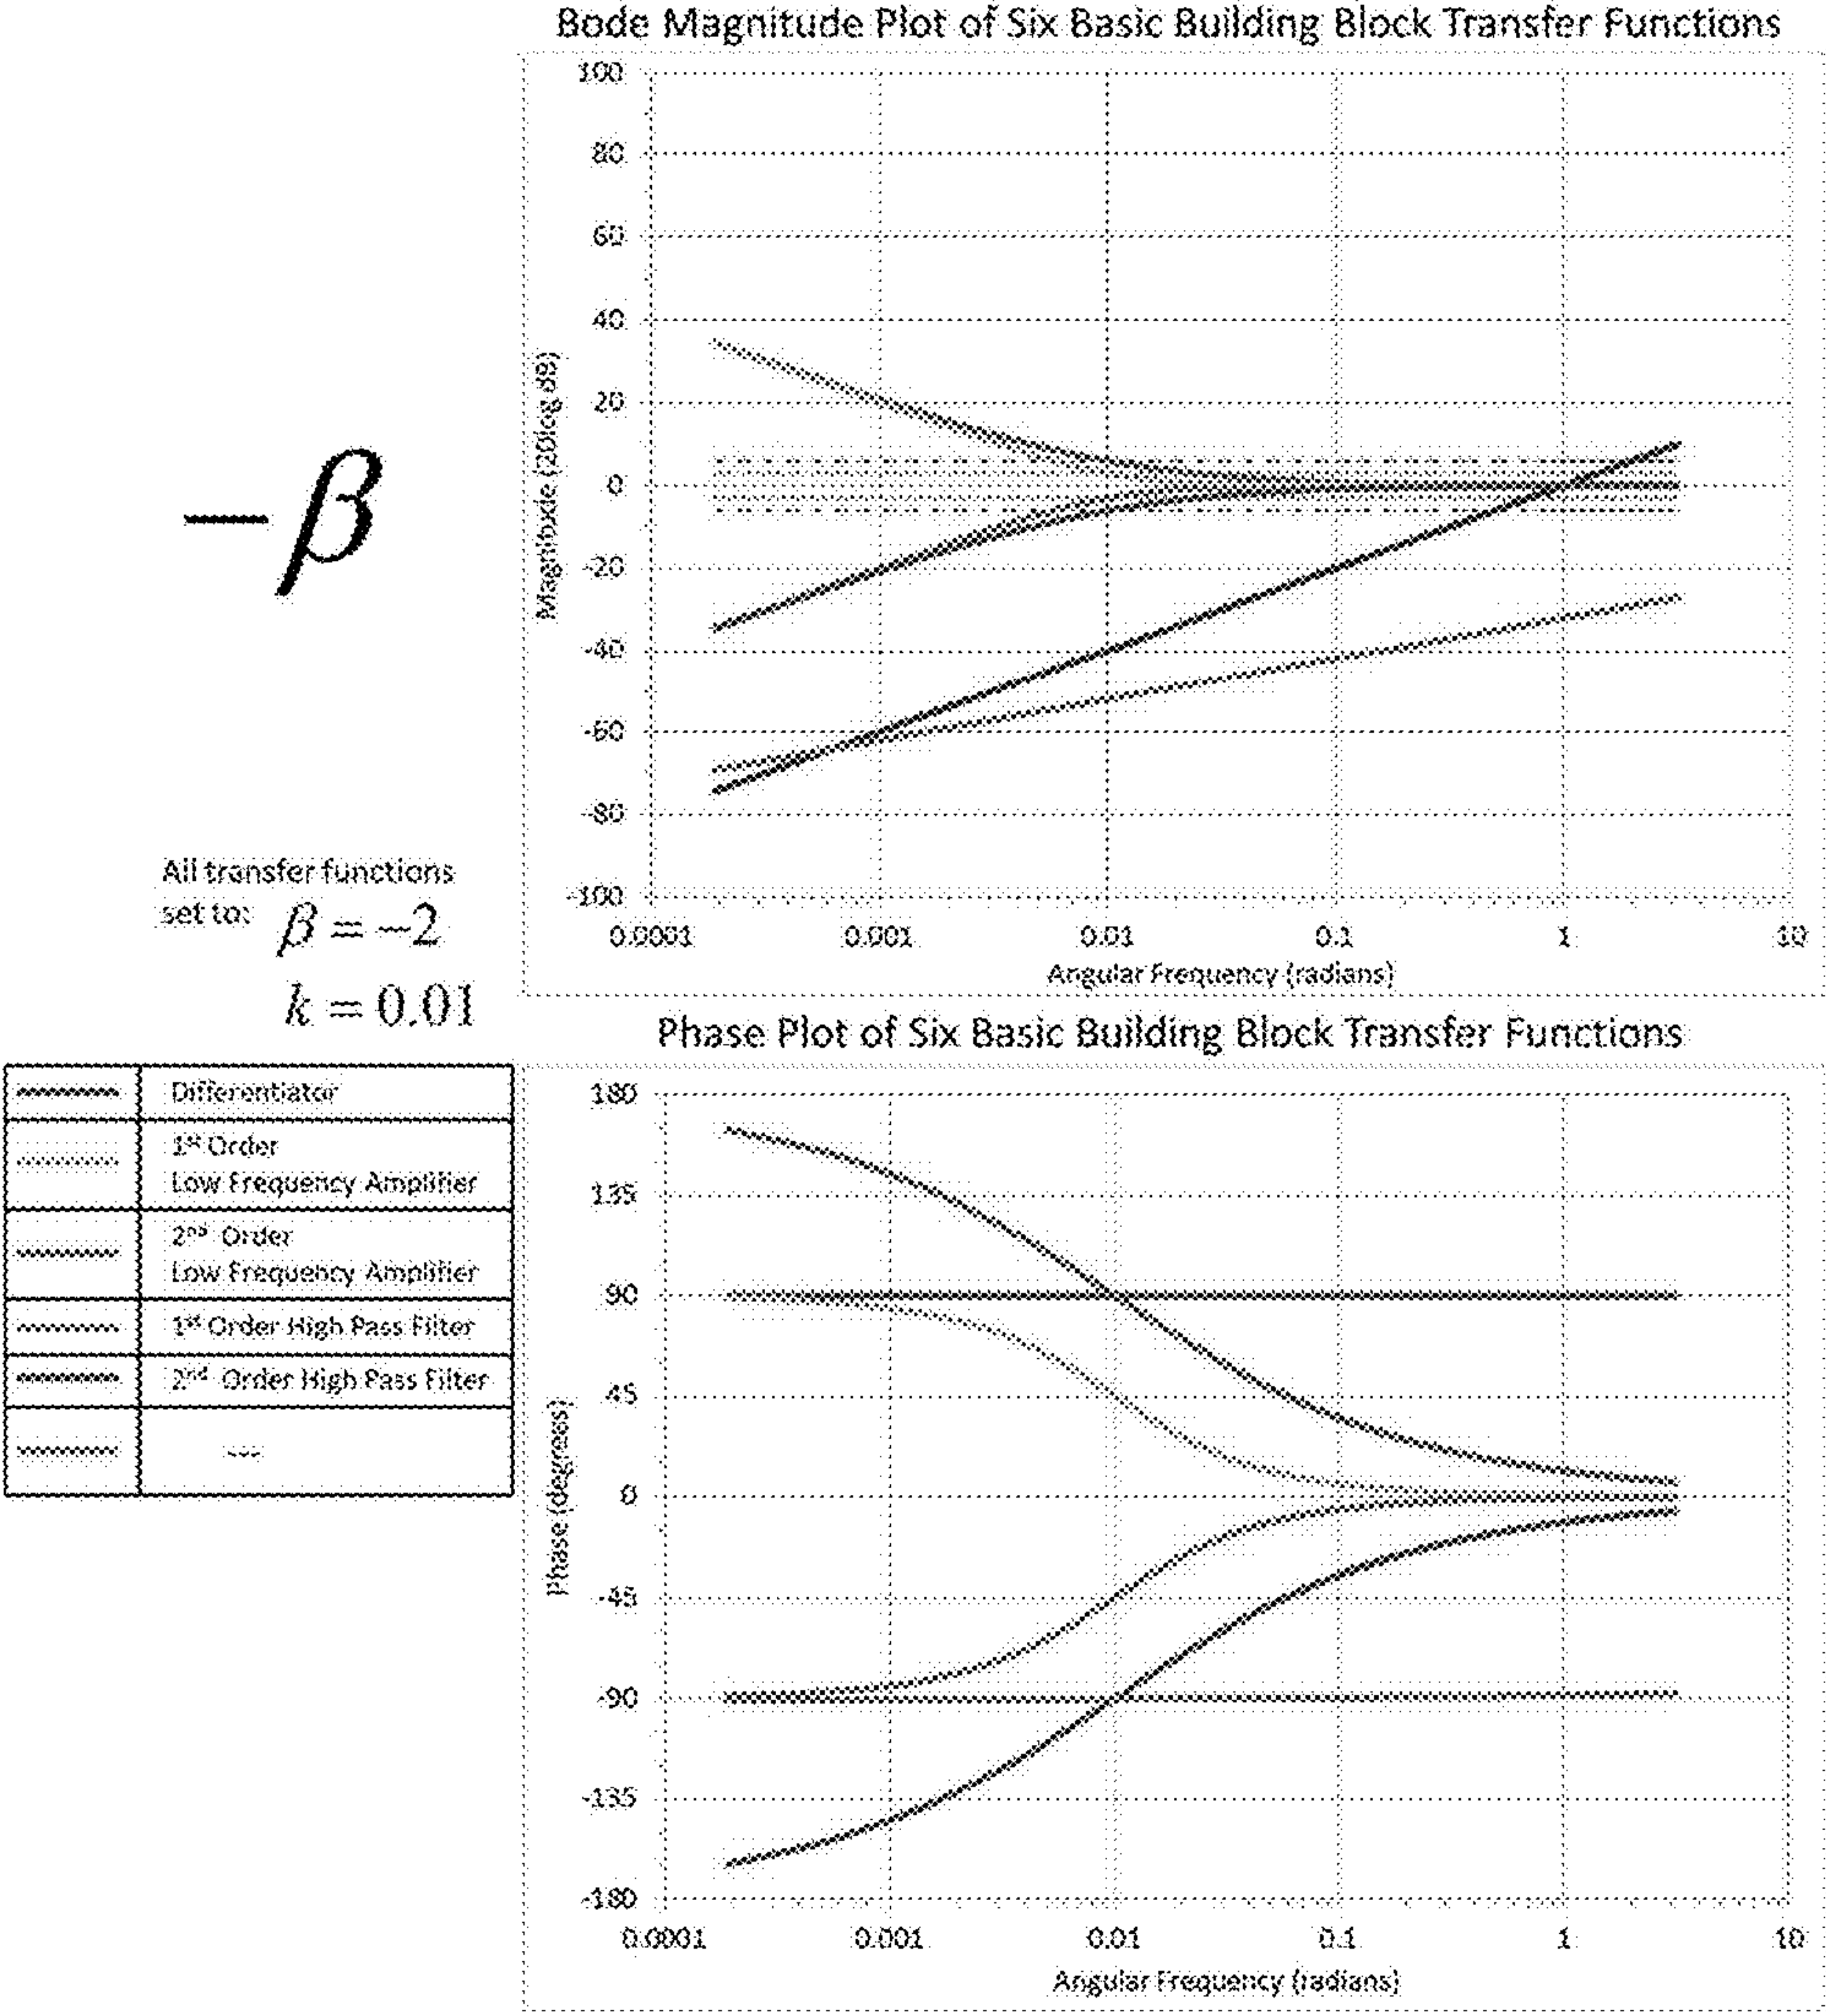 Bode Magnitude Plot of Six Basic Building Block Transfer Functions
100
80
60
40
20
0
-20
-40
-60
-80
-100
Magnitude (20log dB)
0.0001 0.001 0.01 0.1 1 10
Angular Frequency (radians)
−β
All transfer functions
set to: β = −2
k = 0.01
Differentiator
1st Order
Low Frequency Amplifier
2nd Order
Low Frequency Amplifier
1st Order High Pass Filter
2nd Order High Pass Filter
---
Phase Plot of Six Basic Building Block Transfer Functions
180
135
90
45
0
-45
-90
-135
-180
Phase (degrees)
0.0001 0.001 0.01 0.1 1 10
Angular Frequency (radians)